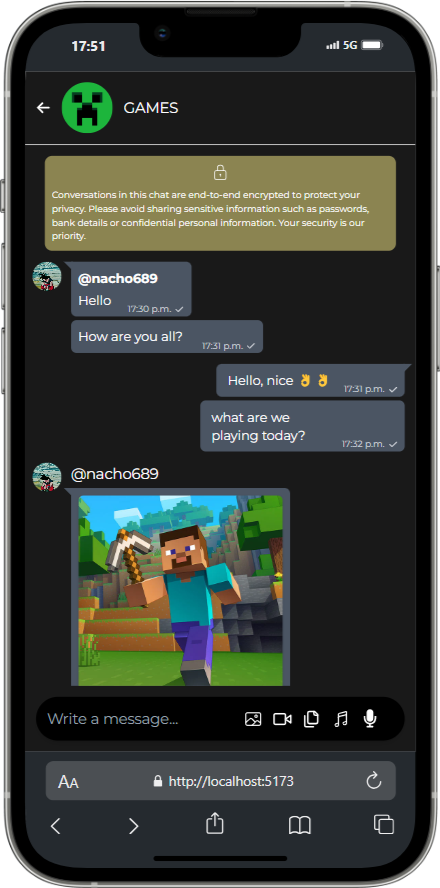 17:51
5G
GAMES
Conversations in this chat are end-to-end encrypted to protect your
privacy. Please avoid sharing sensitive information such as passwords,
bank details or confidential personal information. Your security is our
priority.
@nacho689
Hello
17:30 p.m.
How are you all?
17:31 p.m.
Hello, nice 👌👌
17:31 p.m.
what are we
playing today?
17:32 p.m.
@nacho689
Write a message...
AA
http://localhost:5173